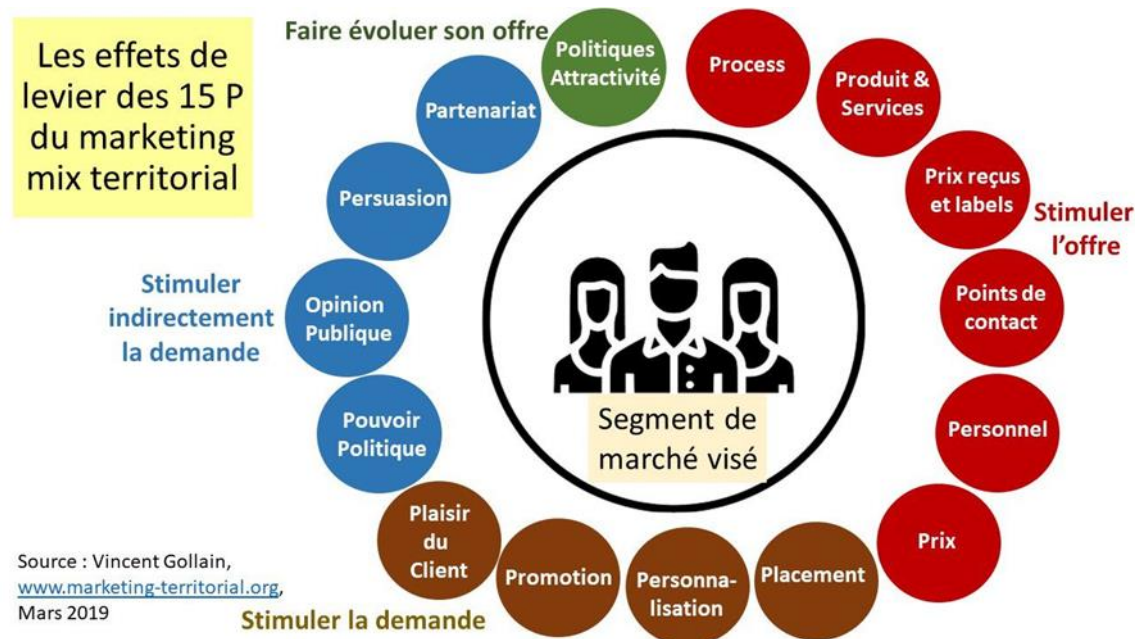 Les effets de
levier des 15 P
du marketing
mix territorial
Faire évoluer son offre
Politiques
Attractivité
Process
Produit &
Services
Prix reçus
et labels
Stimuler
l'offre
Points de
contact
Personnel
Prix
Placement
Personna-
lisation
Promotion
Plaisir
du
Client
Stimuler la demande
Pouvoir
Politique
Opinion
Publique
Stimuler
indirectement
la demande
Persuasion
Partenariat
Segment de
marché visé
Source : Vincent Gollain,
www.marketing-territorial.org,
Mars 2019